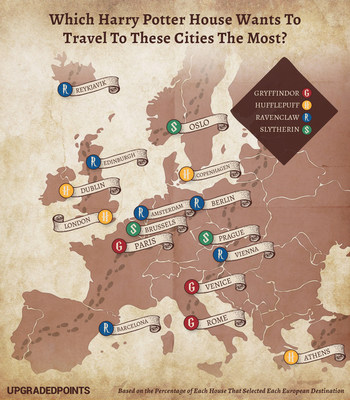 Which Harry Potter House Wants To
Travel To These Cities The Most?
GRYFFINDOR G
HUFFLEPUFF H
RAVENCLAW R
SLYTHERIN S
R REYKJAVIK
S OSLO
R EDINBURGH
H COPENHAGEN
H DUBLIN
R AMSTERDAM
R BERLIN
LONDON H
S BRUSSELS
S PRAGUE
G PARIS
R VIENNA
G VENICE
R BARCELONA
G ROME
H ATHENS
UPGRADEDPOINTS
Based on the Percentage of Each House That Selected Each European Destination